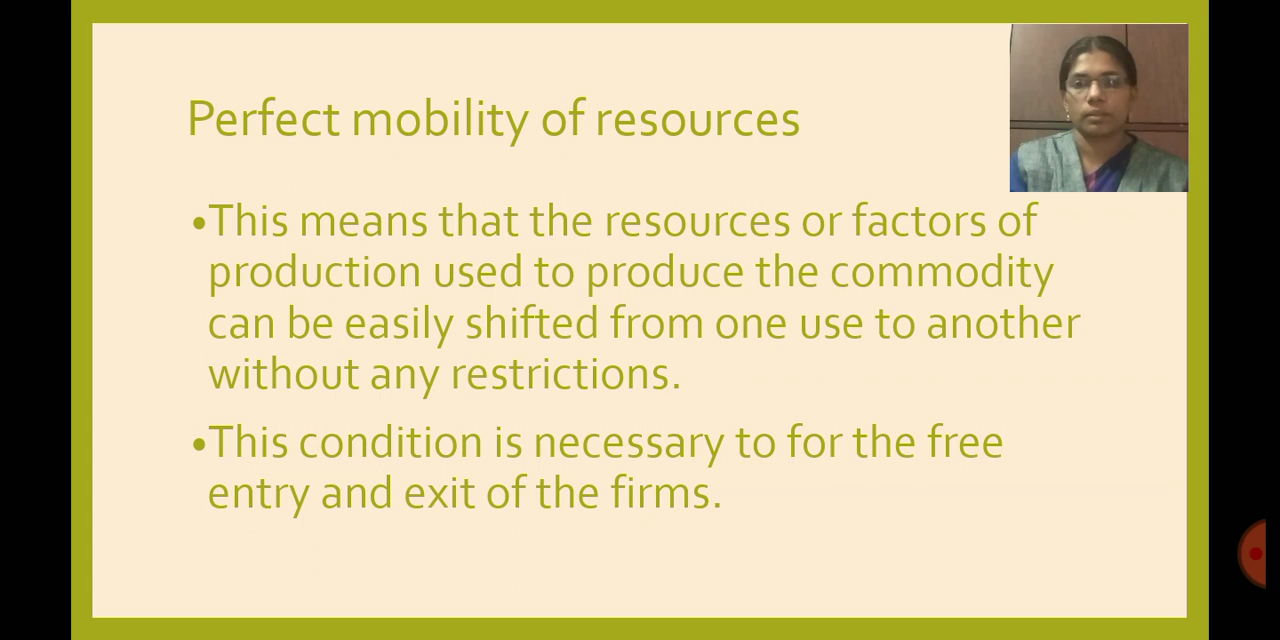 Perfect mobility of resources
•This means that the resources or factors of
production used to produce the commodity
can be easily shifted from one use to another
without any restrictions.
•This condition is necessary to for the free
entry and exit of the firms.